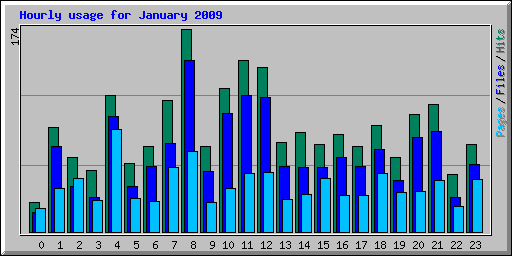 Hourly usage for January 2009
174
Pages/Files/Hits
0 1 2 3 4 5 6 7 8 9 10 11 12 13 14 15 16 17 18 19 20 21 22 23